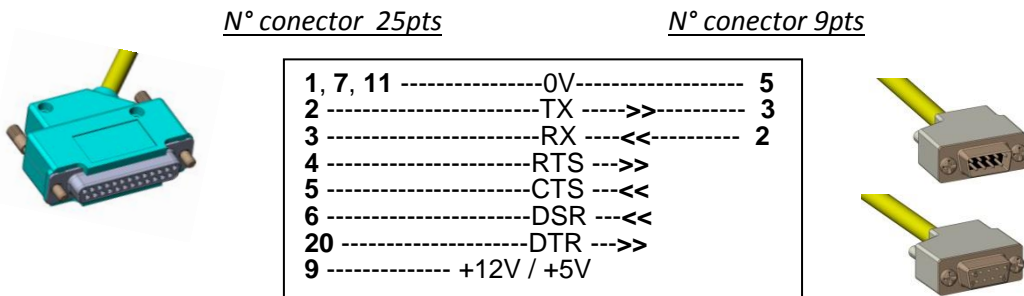 N° conector 25pts N° conector 9pts
1, 7, 11 -----------------0V-------------------- 5
2 ------------------------TX ----->>----------- 3
3 ------------------------RX ----<<----------- 2
4 ------------------------RTS --->>
5 ------------------------CTS ---<<
6 ------------------------DSR ---<<
20 ----------------------DTR --->>
9 -------------- +12V / +5V